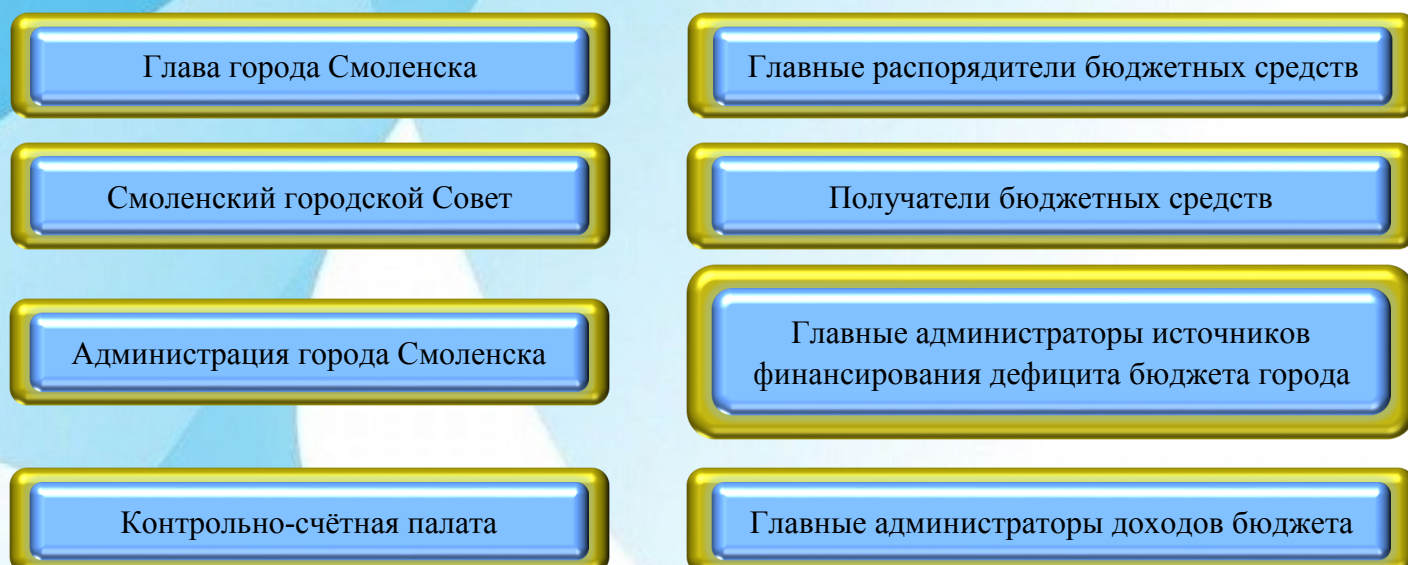 Глава города Смоленска
Смоленский городской Совет
Администрация города Смоленска
Контрольно-счётная палата
Главные распорядители бюджетных средств
Получатели бюджетных средств
Главные администраторы источников
финансирования дефицита бюджета города
Главные администраторы доходов бюджета